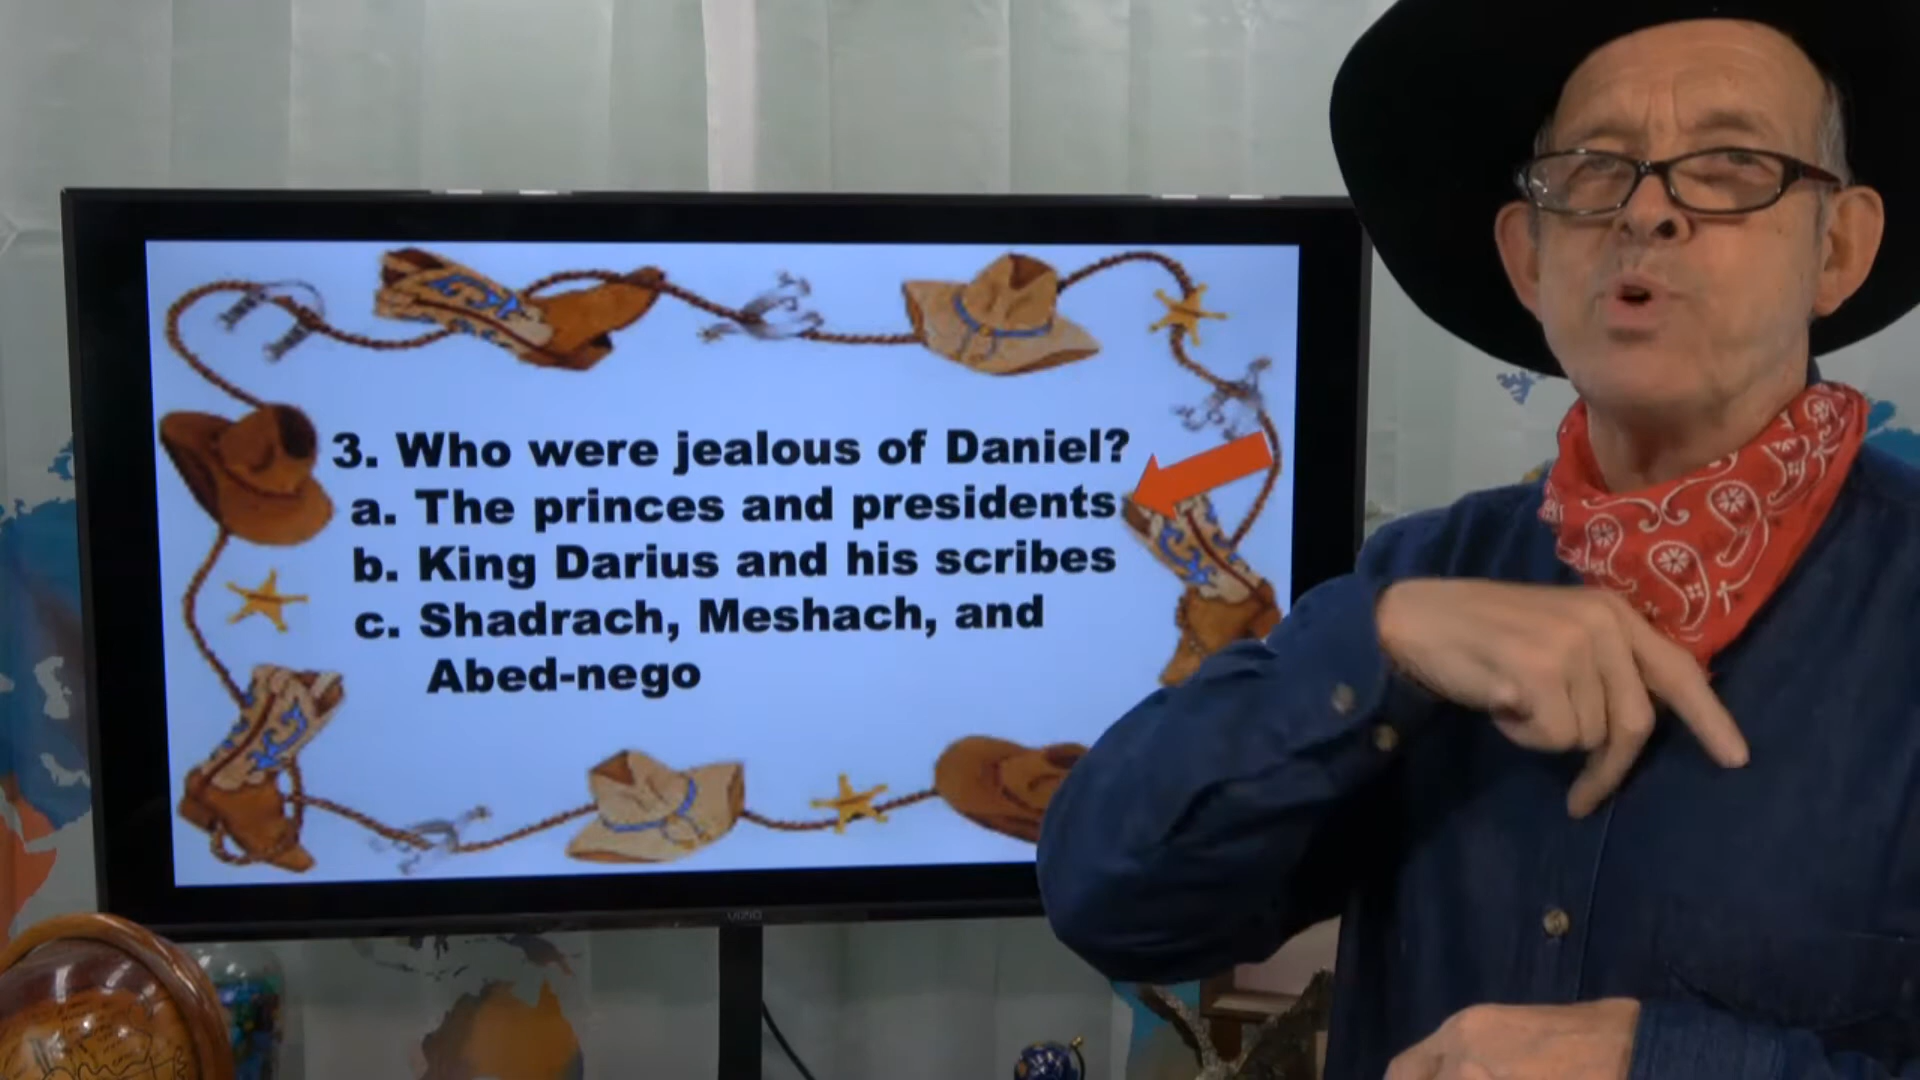 3. Who were jealous of Daniel?
a. The princes and presidents
b. King Darius and his scribes
c. Shadrach, Meshach, and
Abed-nego
VIZIO